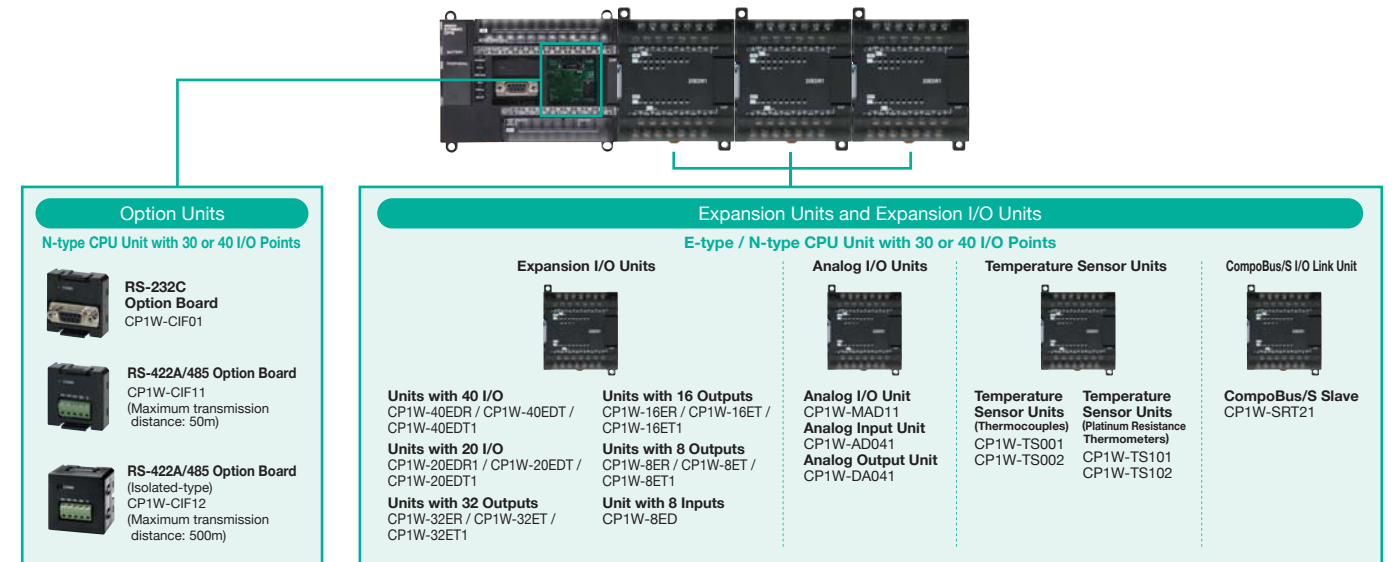 Option Units
N-type CPU Unit with 30 or 40 I/O Points
RS-232C
Option Board
CP1W-CIF01
RS-422A/485 Option Board
CP1W-CIF11
(Maximum transmission
distance: 50m)
RS-422A/485 Option Board
(Isolated-type)
CP1W-CIF12
(Maximum transmission
distance: 500m)
Expansion Units and Expansion I/O Units
E-type / N-type CPU Unit with 30 or 40 I/O Points
Expansion I/O Units
Units with 40 I/O
CP1W-40EDR / CP1W-40EDT /
CP1W-40EDT1
Units with 20 I/O
CP1W-20EDR1 / CP1W-20EDT /
CP1W-20EDT1
Units with 32 Outputs
CP1W-32ER / CP1W-32ET /
CP1W-32ET1
Units with 16 Outputs
CP1W-16ER / CP1W-16ET /
CP1W-16ET1
Units with 8 Outputs
CP1W-8ER / CP1W-8ET /
CP1W-8ET1
Unit with 8 Inputs
CP1W-8ED
Analog I/O Units
Analog I/O Unit
CP1W-MAD11
Analog Input Unit
CP1W-AD041
Analog Output Unit
CP1W-DA041
Temperature Sensor Units
Temperature
Sensor Units
(Thermocouples)
CP1W-TS001
CP1W-TS002
Temperature
Sensor Units
(Platinum Resistance
Thermometers)
CP1W-TS101
CP1W-TS102
CompoBus/S I/O Link Unit
CompoBus/S Slave
CP1W-SRT21